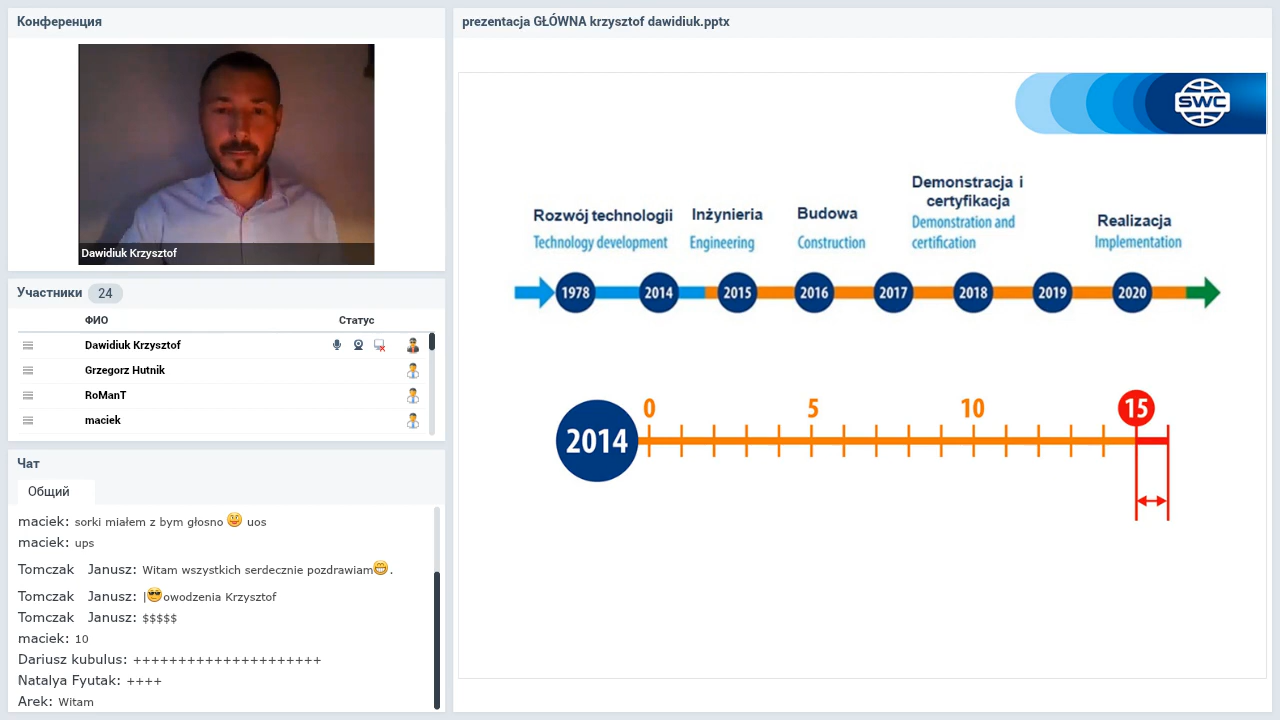 Конференция
Dawidiuk Krzysztof
Участники 24
ФИО Статус
Dawidiuk Krzysztof
Grzegorz Hutnik
RoManT
maciek
Чат
Общий
maciek: sorki miałem z bym głosno uos
maciek: ups
Tomczak Janusz: Witam wszystkich serdecznie pozdrawiam.
Tomczak Janusz: |owodzenia Krzysztof
Tomczak Janusz: $$$$$
maciek: 10
Dariusz kubulus: +++++++++++++++++++++
Natalya Fyutak: ++++
Arek: Witam
prezentacja GŁÓWNA krzysztof dawidiuk.pptx
SWC
Rozwój technologii
Technology development
Inżynieria
Engineering
Budowa
Construction
Demonstracja i
certyfikacja
Demonstration and
certification
Realizacja
Implementation
1978 2014 2015 2016 2017 2018 2019 2020
0 5 10 15
2014